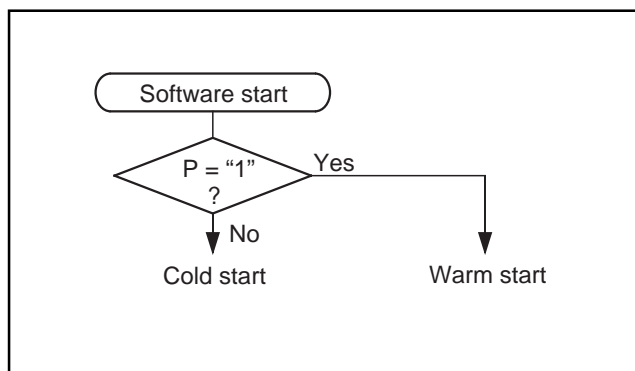 Software start
P = “1”
?
Yes
No
Cold start
Warm start